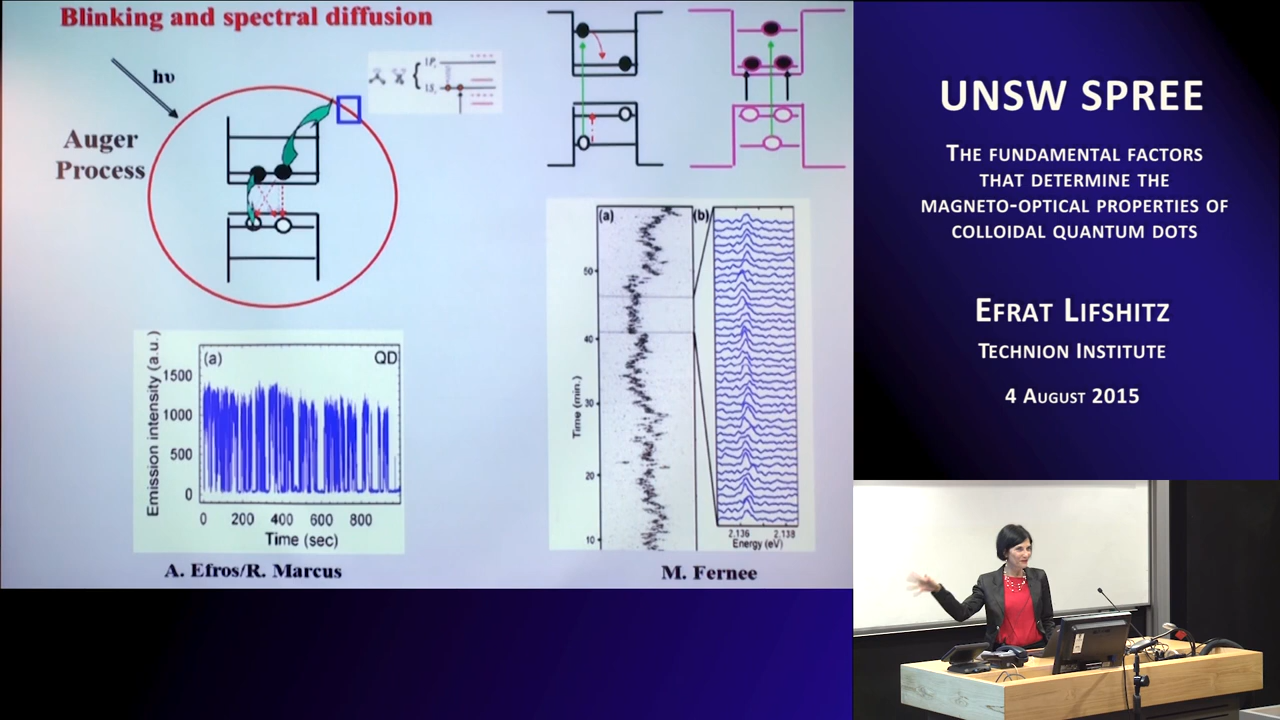 Blinking and spectral diffusion
hυ
Auger
Process
(a)
QD
Emission intensity (a.u.)
1500
1000
500
0
0 200 400 600 800
Time (sec)
A. Efros/R. Marcus
(a)
(b)
50
40
30
20
10
Time (min.)
2.136 2.138
Energy (eV)
M. Fernee
UNSW SPREE
THE FUNDAMENTAL FACTORS
THAT DETERMINE THE
MAGNETO-OPTICAL PROPERTIES OF
COLLOIDAL QUANTUM DOTS
EFRAT LIFSHITZ
TECHNION INSTITUTE
4 AUGUST 2015